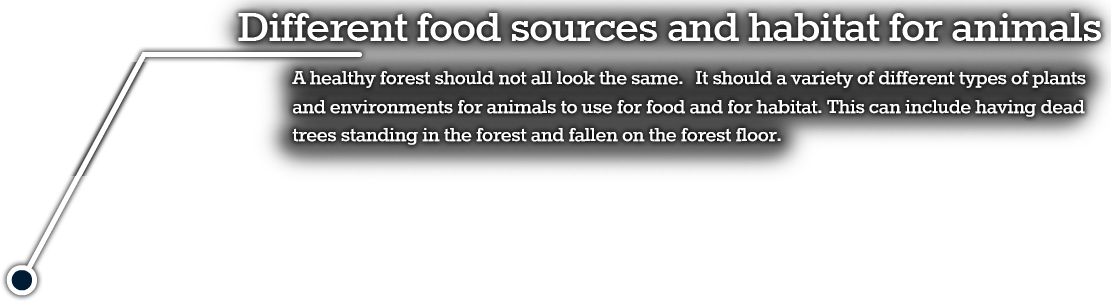 Different food sources and habitat for animals
A healthy forest should not all look the same.  It should a variety of different types of plants
and environments for animals to use for food and for habitat. This can include having dead
trees standing in the forest and fallen on the forest floor.